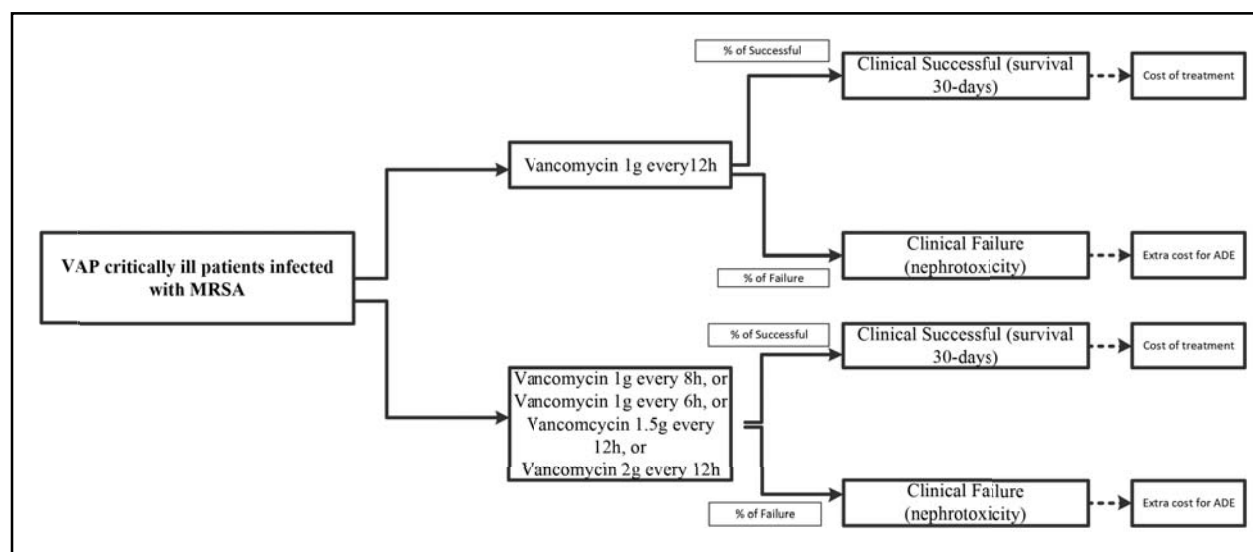 % of Successful
Clinical Successful (survival
30-days)
Cost of treatment
Vancomycin 1g every12h
VAP critically ill patients infected
with MRSA
% of Failure
Clinical Failure
(nephrotoxicity)
Extra cost for ADE
% of Successful
Clinical Successful (survival
30-days)
Cost of treatment
Vancomycin 1g every 8h, or
Vancomycin 1g every 6h, or
Vancomcycin 1.5g every
12h, or
Vancomycin 2g every 12h
% of Failure
Clinical Failure
(nephrotoxicity)
Extra cost for ADE